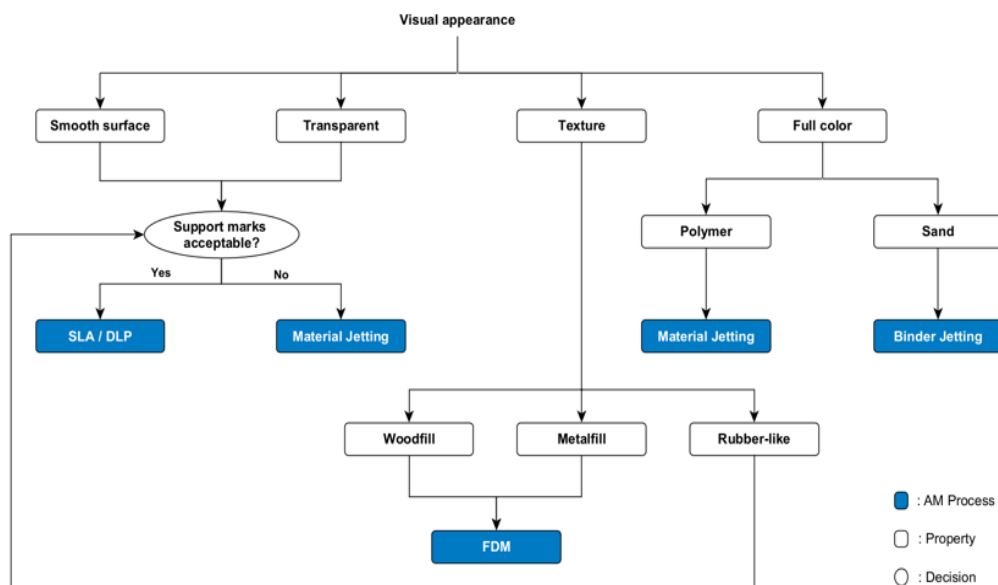 Visual appearance
Smooth surface
Transparent
Texture
Full color
Support marks
acceptable?
Polymer
Sand
Yes
No
SLA / DLP
Material Jetting
Material Jetting
Binder Jetting
Woodfill
Metalfill
Rubber-like
FDM
: AM Process
: Property
: Decision